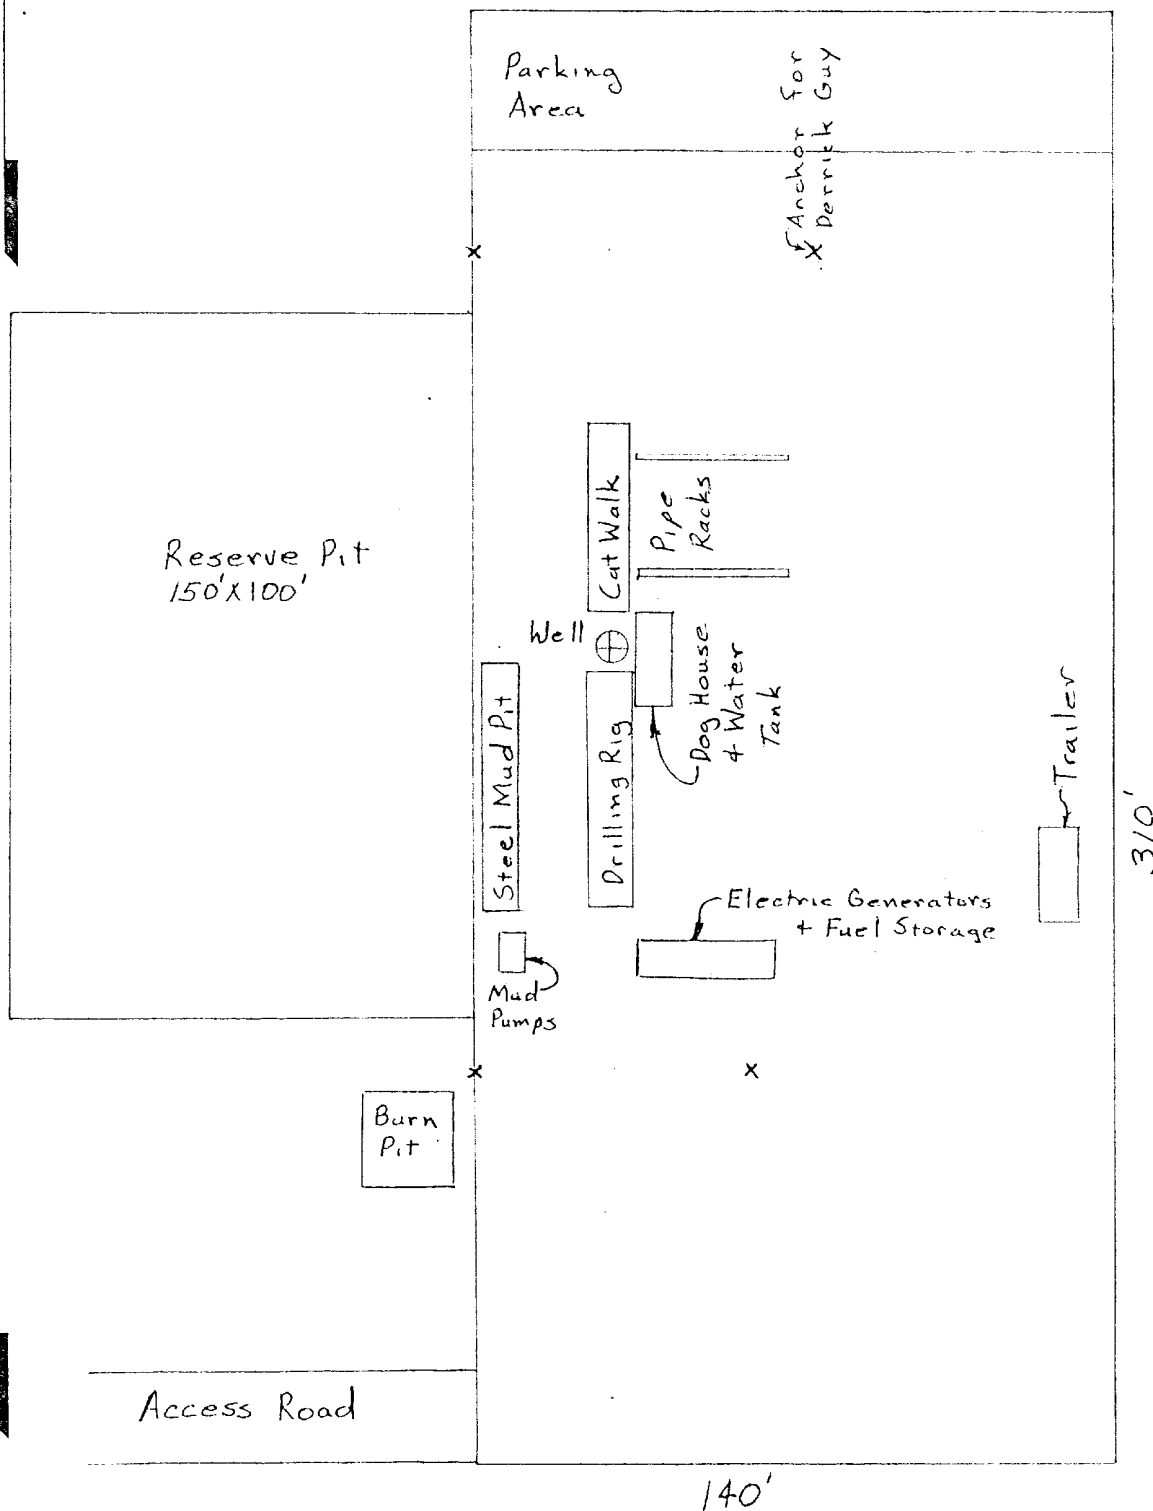 Parking
Area
Anchor for
Derrick Guy
x
X
Reserve Pit
150'X100'
Cat Walk
Pipe
Racks
Well
Dog House
+ Water
Tank
Steel Mud Pit
Drilling Rig
Trailer
310'
Electric Generators
+ Fuel Storage
Mud
Pumps
x
x
Burn
Pit
Access Road
140'